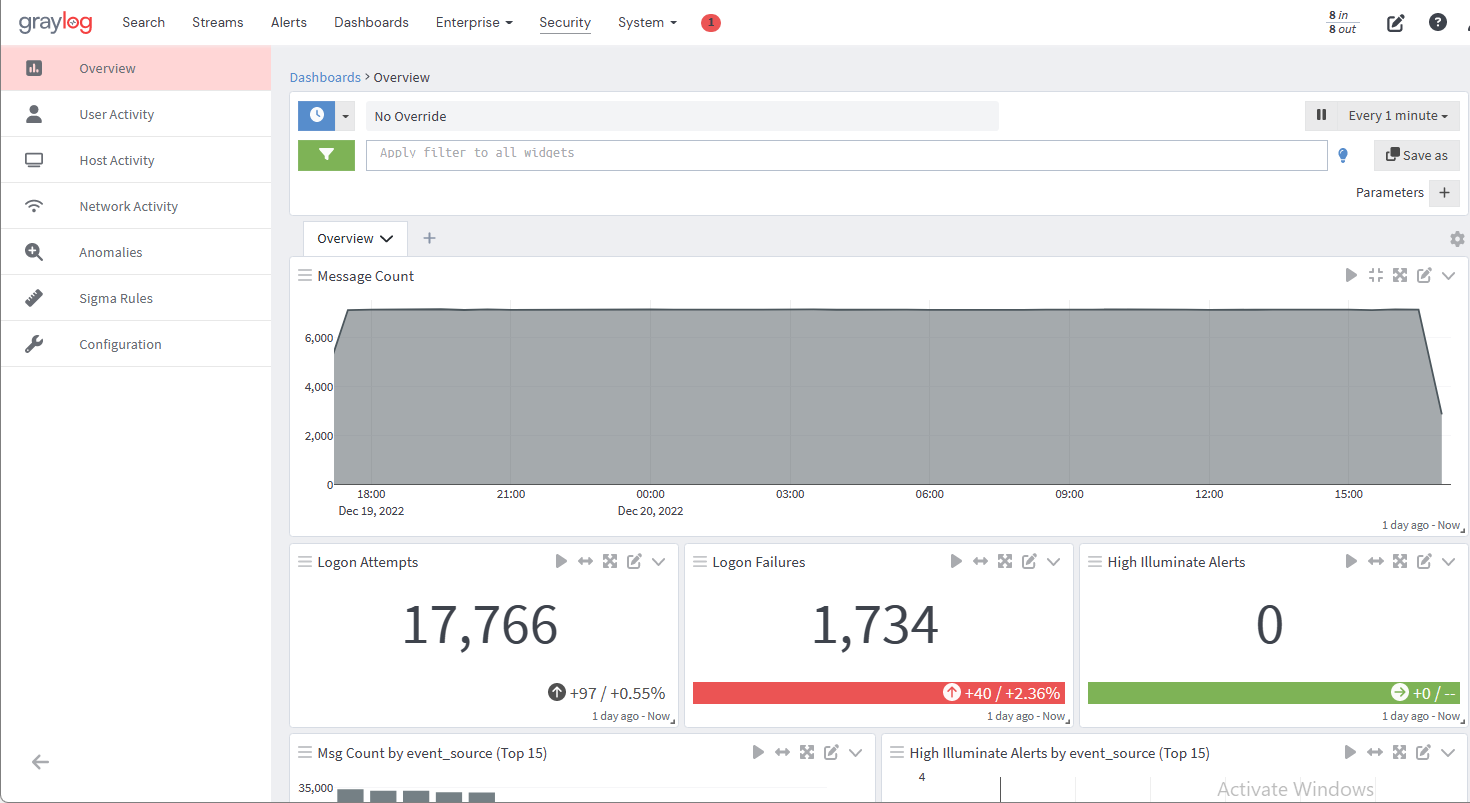 graylog Search Streams Alerts Dashboards Enterprise Security System 1 8 in
8 out
Overview
User Activity
Host Activity
Network Activity
Anomalies
Sigma Rules
Configuration
Dashboards > Overview
No Override Every 1 minute
Apply filter to all widgets Save as
Parameters +
Overview +
Message Count
6,000
4,000
2,000
0
18:00 21:00 00:00 03:00 06:00 09:00 12:00 15:00
Dec 19, 2022 Dec 20, 2022
1 day ago - Now
Logon Attempts
17,766
+97 / +0.55%
1 day ago - Now
Logon Failures
1,734
+40 / +2.36%
1 day ago - Now
High Illuminate Alerts
0
+0 / --
1 day ago - Now
Msg Count by event_source (Top 15)
35,000
High Illuminate Alerts by event_source (Top 15)
4
Activate Windows